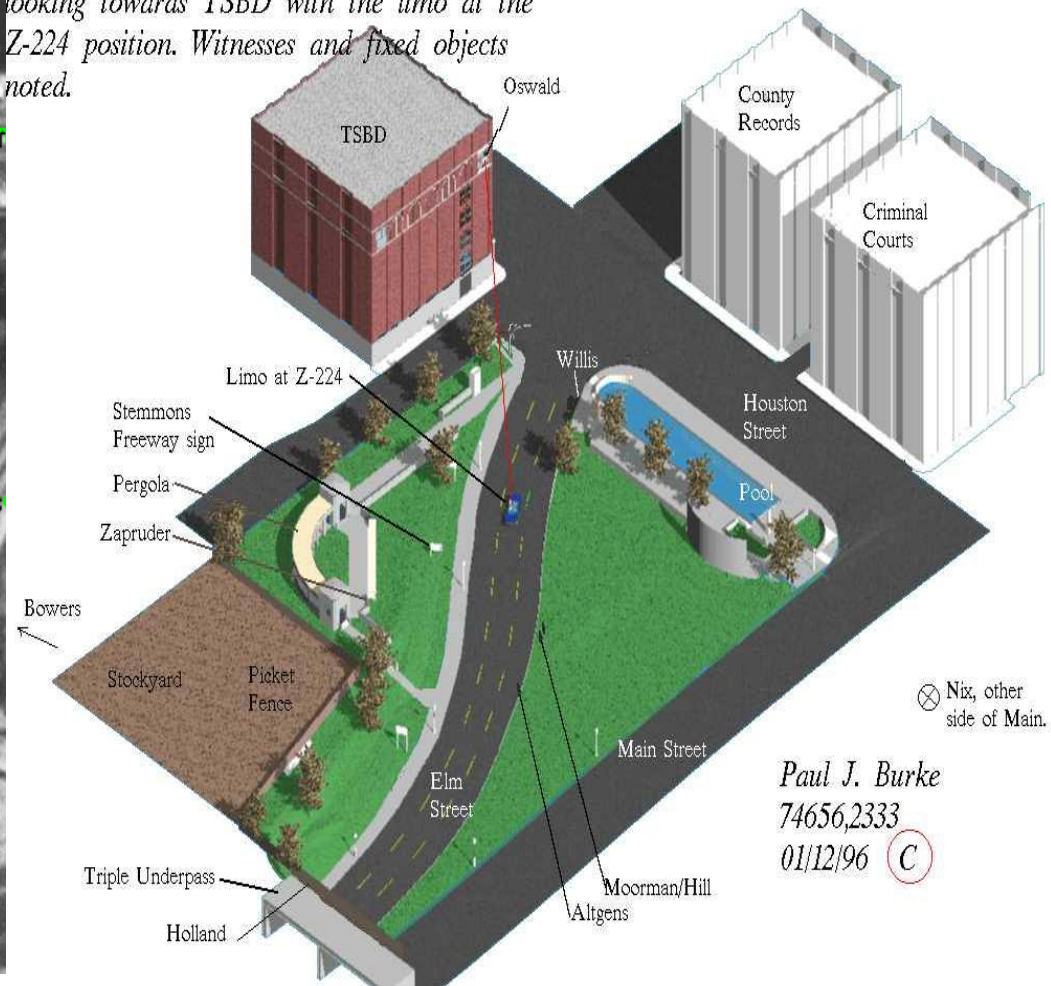 looking towards TSBD with the limo at the
Z-224 position. Witnesses and fixed objects
noted.
Oswald
TSBD
County
Records
Criminal
Courts
Limo at Z-224
Willis
Stemmons
Freeway sign
Houston
Street
Pergola
Pool
Zapruder
Bowers
Stockyard
Picket
Fence
Nix, other
side of Main.
Main Street
Elm
Street
Paul J. Burke
74656,2333
01/12/96 C
Triple Underpass
Moorman/Hill
Altgens
Holland